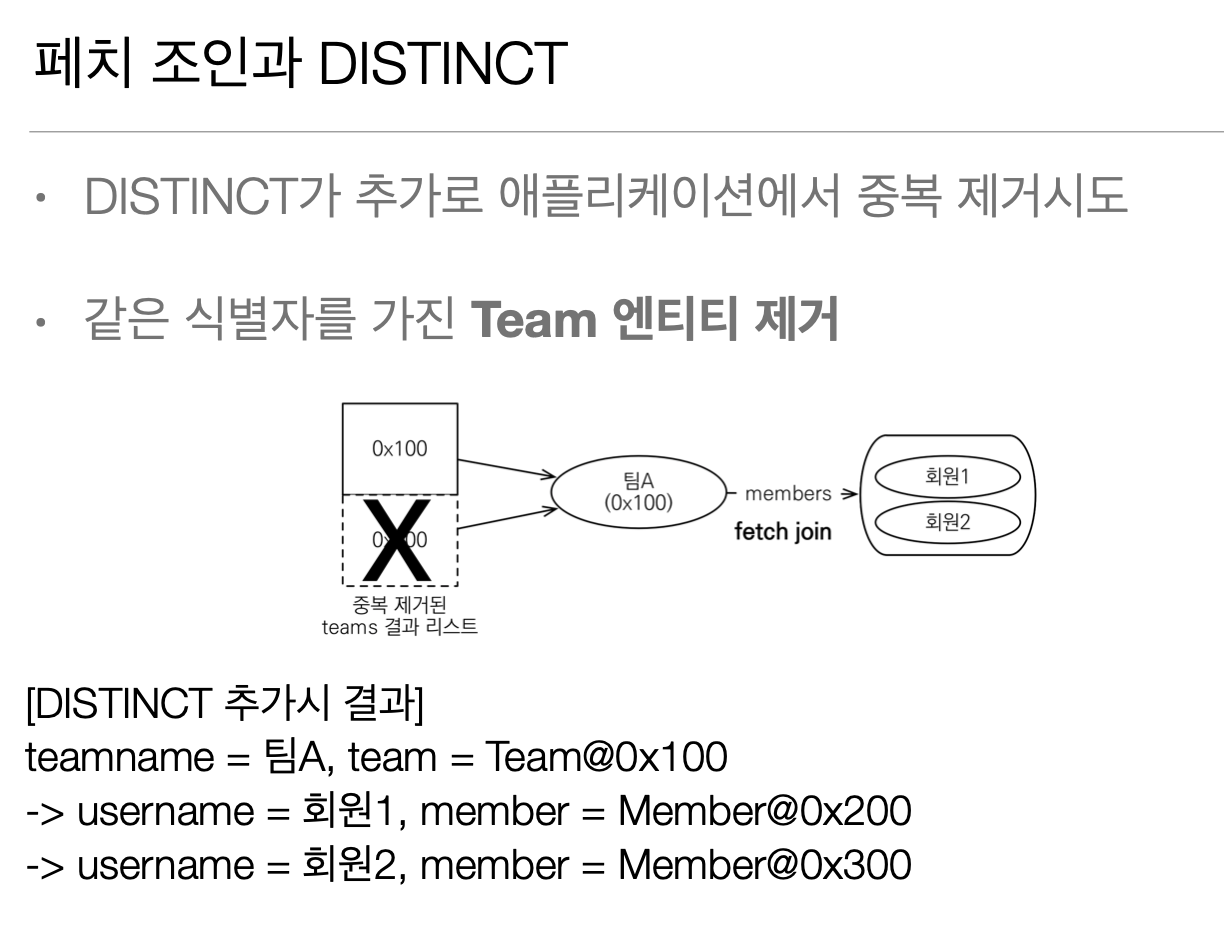 페치 조인과 DISTINCT
• DISTINCT가 추가로 애플리케이션에서 중복 제거시도
• 같은 식별자를 가진 Team 엔티티 제거
0x100
팀A
(0x100)
members
fetch join
회원1
회원2
X
중복 제거된
teams 결과 리스트
[DISTINCT 추가시 결과]
teamname = 팀A, team = Team@0x100
-> username = 회원1, member = Member@0x200
-> username = 회원2, member = Member@0x300